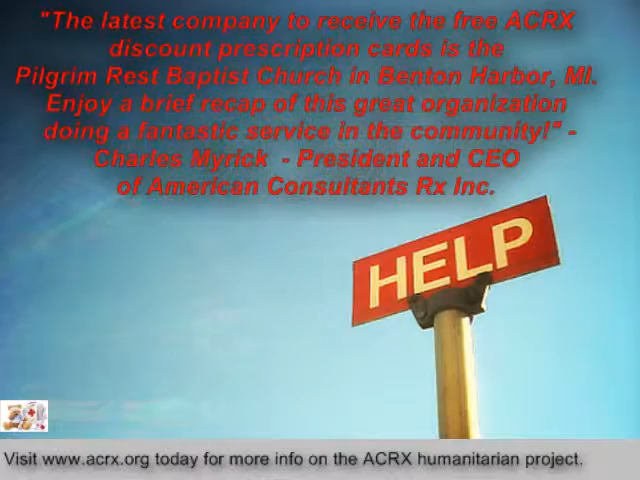 "The latest company to receive the free ACRX
discount prescription cards is the
Pilgrim Rest Baptist Church in Benton Harbor, MI.
Enjoy a brief recap of this great organization
doing a fantastic service in the community!" -
Charles Myrick - President and CEO
of American Consultants Rx Inc.
HELP
Visit www.acrx.org today for more info on the ACRX humanitarian project.